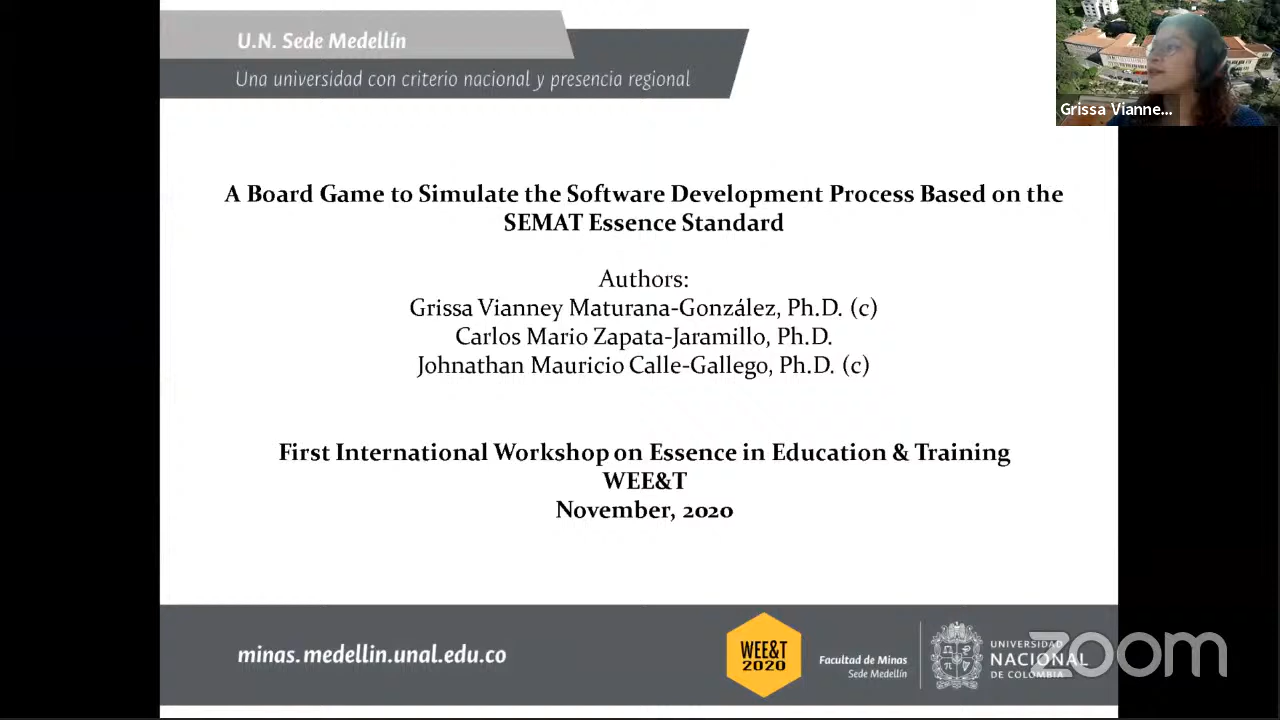 U.N. Sede Medellín
Una universidad con criterio nacional y presencia regional
Grissa Vianne...
A Board Game to Simulate the Software Development Process Based on the
SEMAT Essence Standard
Authors:
Grissa Vianney Maturana-González, Ph.D. (c)
Carlos Mario Zapata-Jaramillo, Ph.D.
Johnathan Mauricio Calle-Gallego, Ph.D. (c)
First International Workshop on Essence in Education & Training
WEE&T
November, 2020
minas.medellin.unal.edu.co
WEE&T
2020
Facultad de Minas
Sede Medellín
UNIVERSIDAD
NACIONAL
DE COLOMBIA
zoom